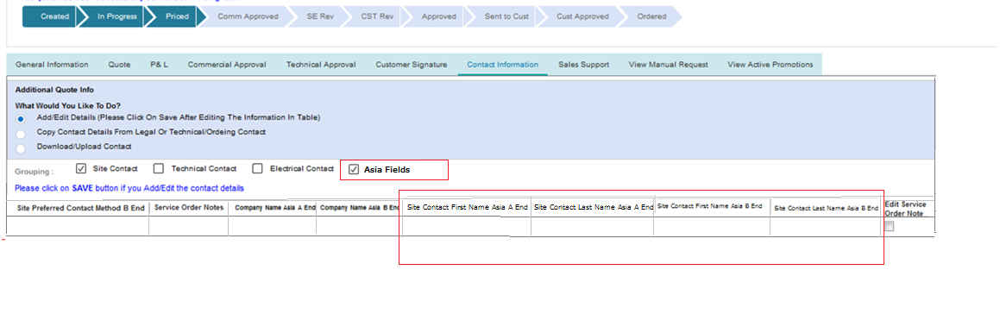 Created In Progress Priced Comm Approved SE Rev CST Rev Approved Sent to Cust Cust Approved Ordered
General Information Quote P& L Commercial Approval Technical Approval Customer Signature Contact Information Sales Support View Manual Request View Active Promotions
Additional Quote Info
What Would You Like To Do?
Add/Edit Details (Please Click On Save After Editing The Information In Table)
Copy Contact Details From Legal Or Technical/Ordeing Contact
Download/Upload Contact
Grouping : Site Contact Technical Contact Electrical Contact Asia Fields
Please click on SAVE button if you Add/Edit the contact details
Site Preferred Contact Method B End Service Order Notes Company Name Asia A End Company Name Asia B End Site Contact First Name Asia A End Site Contact Last Name Asia A End Site Contact First Name Asia B End Site Contact Last Name Asia B End Edit Service
Order Note